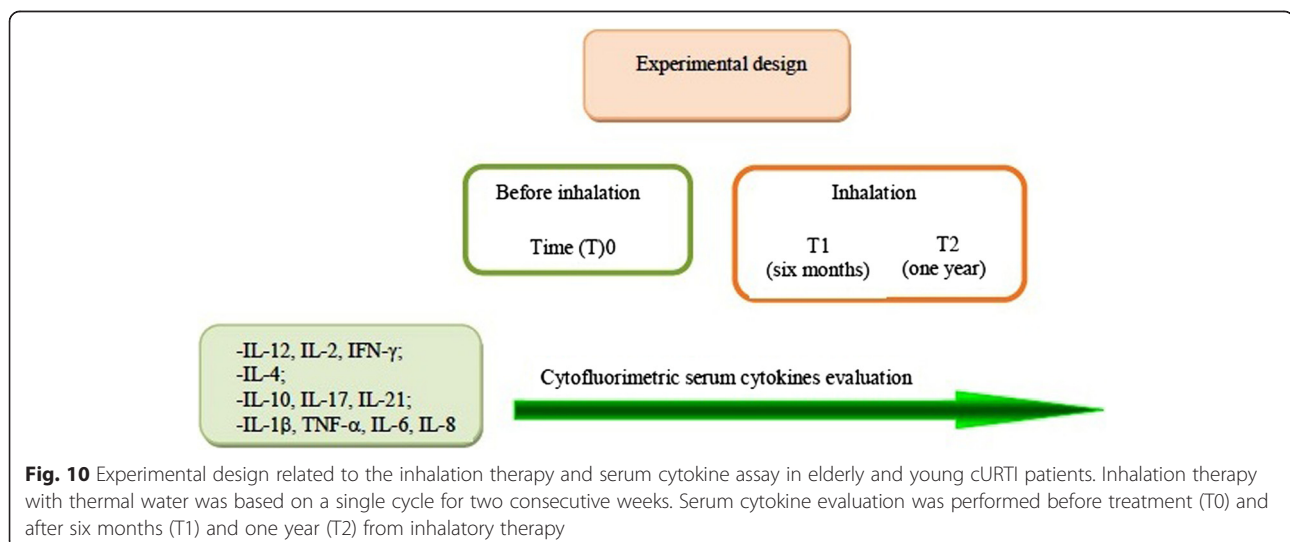 Experimental design
Before inhalation
Time (T)0
Inhalation
T1
(six months)
T2
(one year)
-IL-12, IL-2, IFN-γ;
-IL-4;
-IL-10, IL-17, IL-21;
-IL-1β, TNF-α, IL-6, IL-8
Cytofluorimetric serum cytokines evaluation
Fig. 10 Experimental design related to the inhalation therapy and serum cytokine assay in elderly and young cURTI patients. Inhalation therapy
with thermal water was based on a single cycle for two consecutive weeks. Serum cytokine evaluation was performed before treatment (T0) and
after six months (T1) and one year (T2) from inhalatory therapy